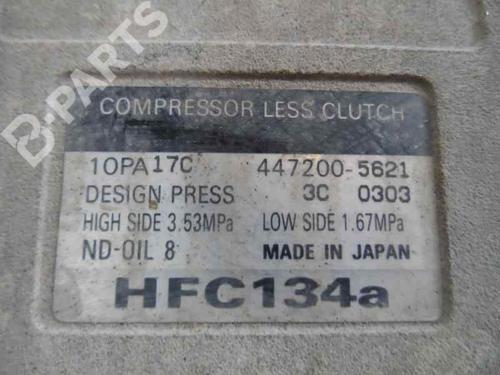 B-PARTS
COMPRESSOR LESS CLUTCH
10PA17C 447200-5621
DESIGN PRESS 3C 0303
HIGH SIDE 3.53MPa LOW SIDE 1.67MPa
ND-OIL 8 MADE IN JAPAN
HFC134a
B-PARTS